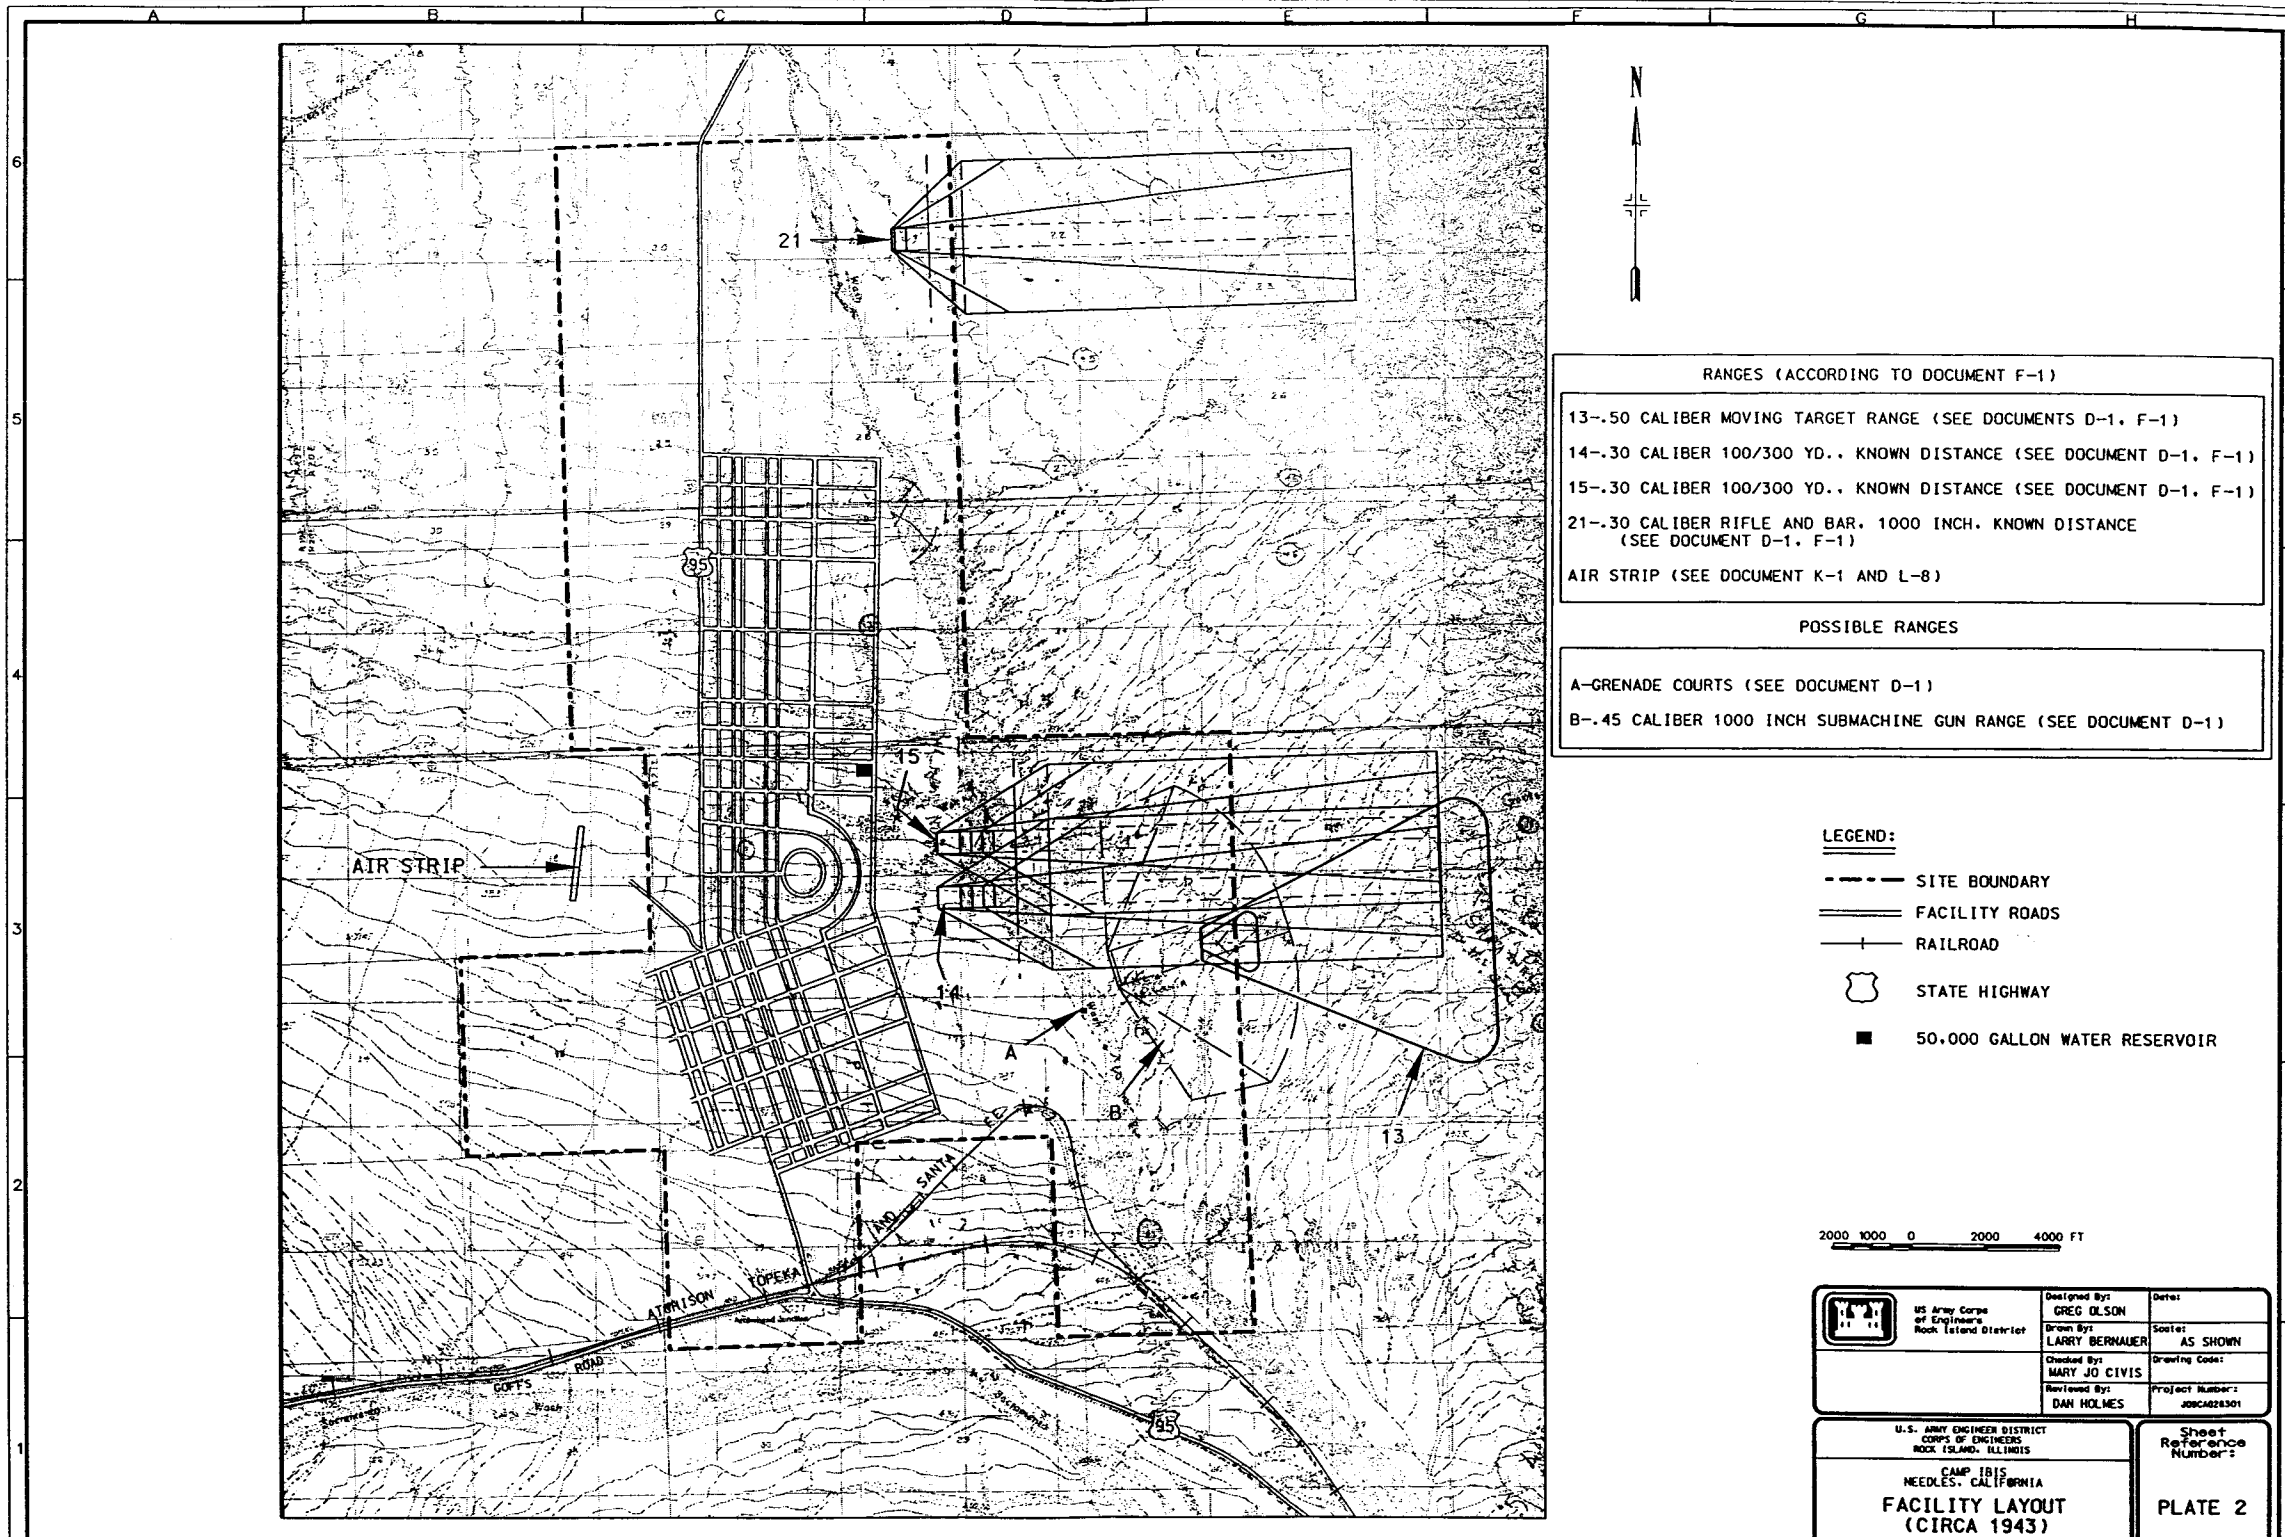 A B C D E F G H
6
5
4
3
2
1
N
21
95
15
AIR STRIP
14
A
B
13
ATCHISON TOPEKA AND SANTA FE
GOFFS ROAD
95
RANGES (ACCORDING TO DOCUMENT F-1)
13-.50 CALIBER MOVING TARGET RANGE (SEE DOCUMENTS D-1. F-1)
14-.30 CALIBER 100/300 YD.. KNOWN DISTANCE (SEE DOCUMENT D-1. F-1)
15-.30 CALIBER 100/300 YD.. KNOWN DISTANCE (SEE DOCUMENT D-1. F-1)
21-.30 CALIBER RIFLE AND BAR. 1000 INCH. KNOWN DISTANCE
(SEE DOCUMENT D-1. F-1)
AIR STRIP (SEE DOCUMENT K-1 AND L-8)
POSSIBLE RANGES
A-GRENADE COURTS (SEE DOCUMENT D-1)
B-.45 CALIBER 1000 INCH SUBMACHINE GUN RANGE (SEE DOCUMENT D-1)
LEGEND:
SITE BOUNDARY
FACILITY ROADS
RAILROAD
STATE HIGHWAY
50.000 GALLON WATER RESERVOIR
2000 1000 0 2000 4000 FT
US Army Corps
of Engineers
Rock Island District
Designed By:
GREG OLSON
Date:
Drawn By:
LARRY BERNAUER
Scale:
AS SHOWN
Checked By:
MARY JO CIVIS
Drawing Code:
Reviewed By:
DAN HOLMES
Project Number:
J09CA028301
U.S. ARMY ENGINEER DISTRICT
CORPS OF ENGINEERS
ROCK ISLAND. ILLINOIS
CAMP IBIS
NEEDLES. CALIFORNIA
FACILITY LAYOUT
(CIRCA 1943)
Sheet
Reference
Number:
PLATE 2